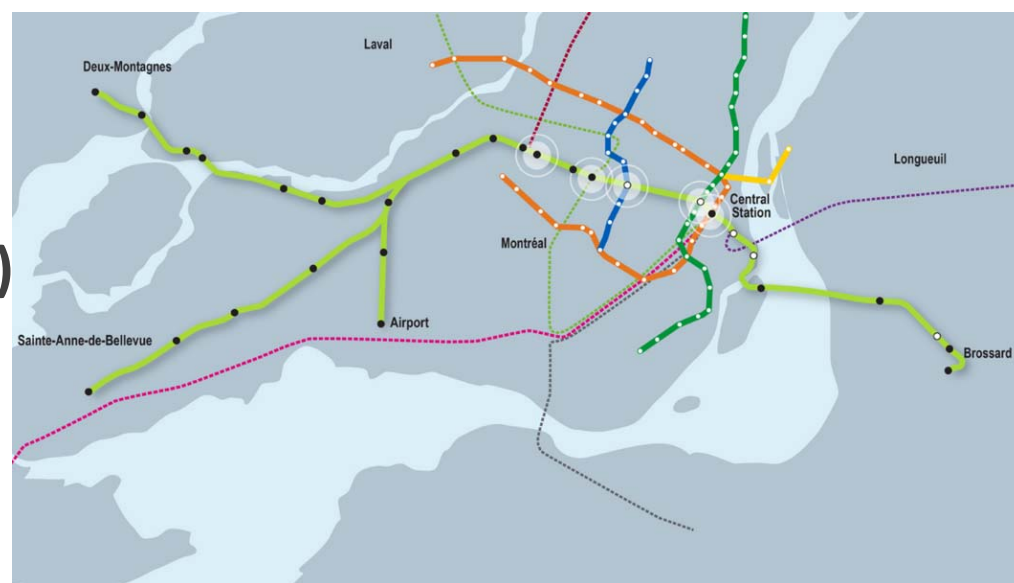 Laval
Deux-Montagnes
Longueuil
Central
Station
Montréal
)
Airport
Sainte-Anne-de-Bellevue
Brossard